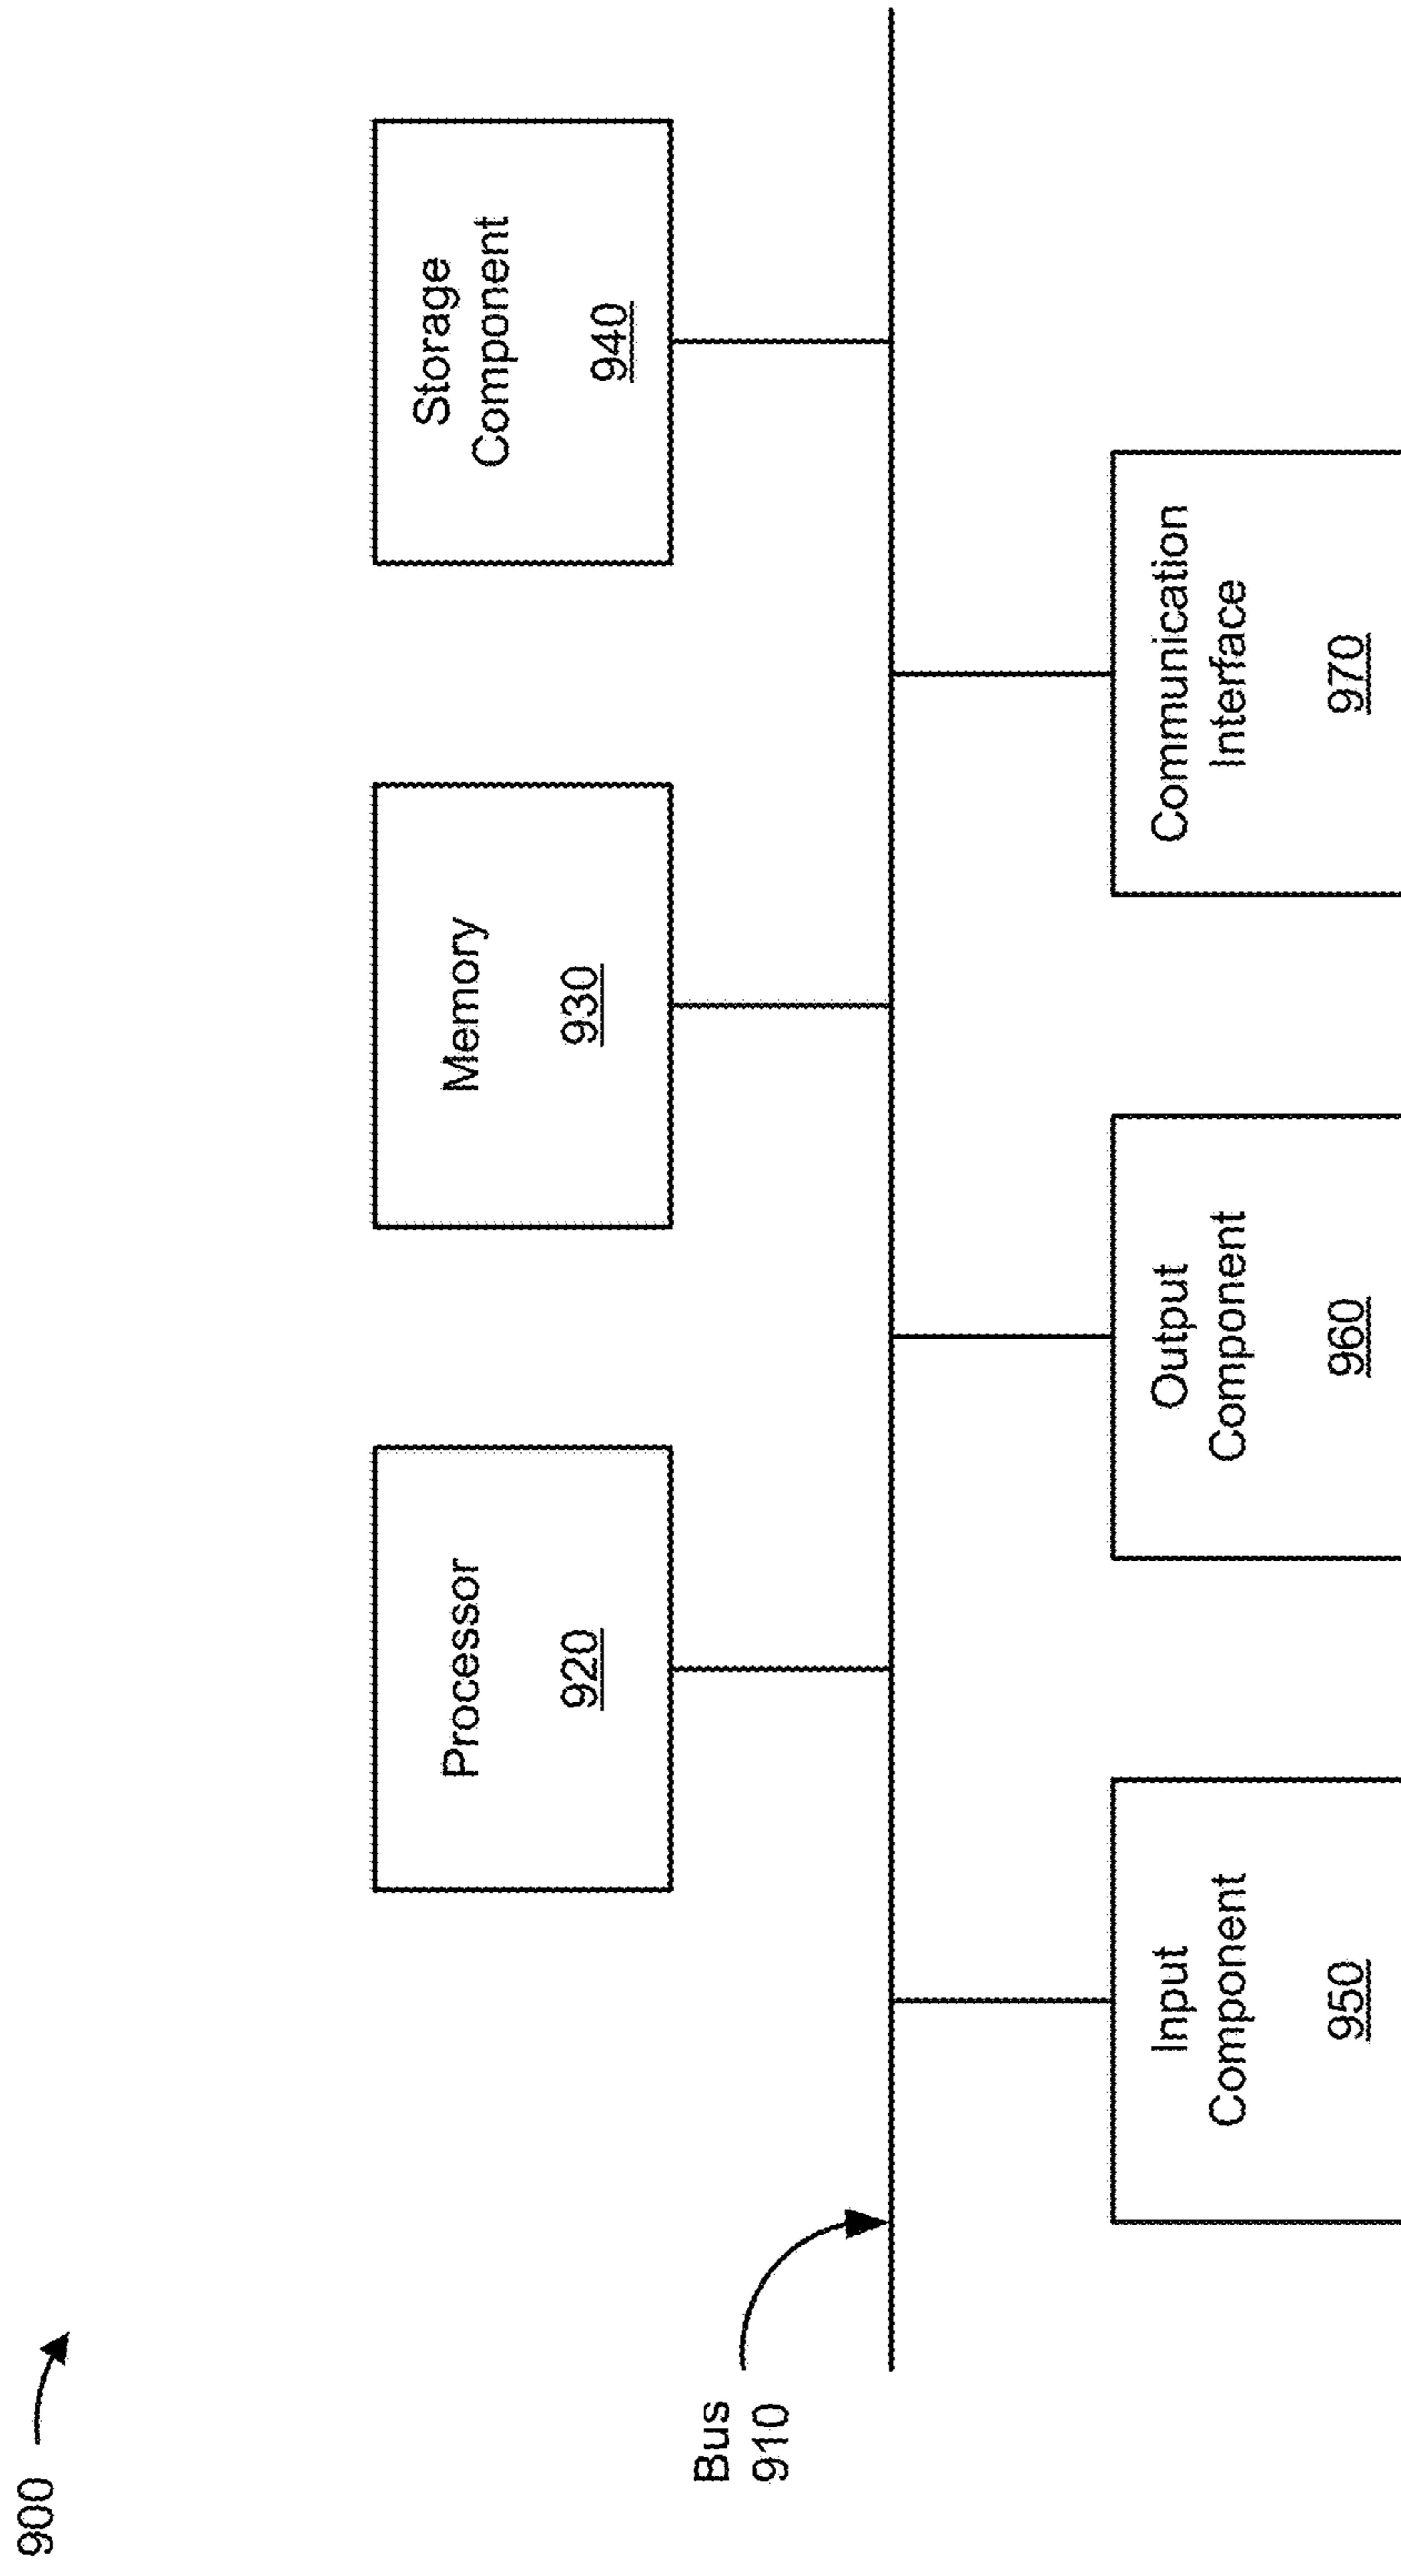 900
Processor
920
Memory
930
Storage
Component
940
Bus
910
Input
Component
950
Output
Component
960
Communication
Interface
970